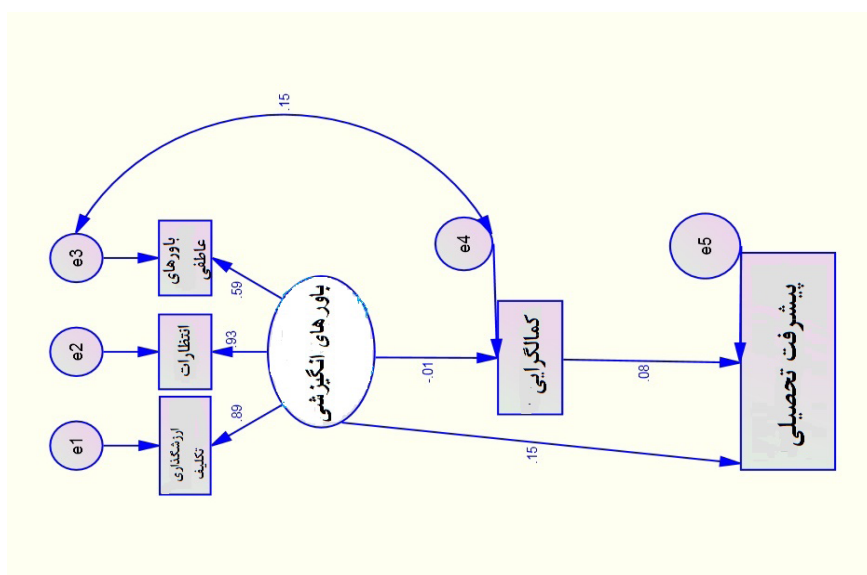 .15
e3
باورهای
عاطفی
.59
e4
e5
e2
انتظارات
.93
باورهای انگیزشی
-.01
کمالگرایی
.08
پیشرفت تحصیلی
e1
ارزشگذاری
تکلیف
.89
.15